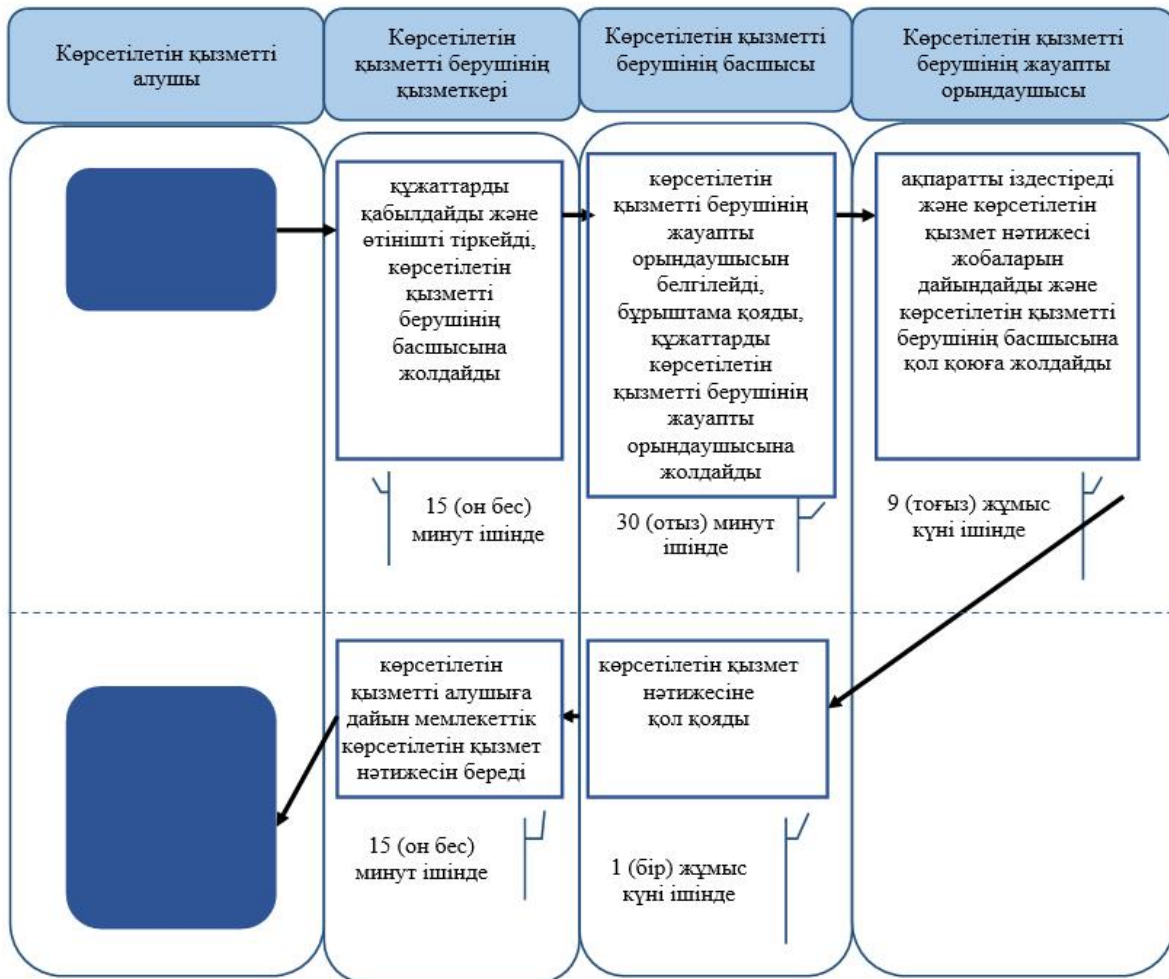 Көрсетілетін қызметті
алушы
Көрсетілетін
қызметті берушінің
қызметкері
Көрсетілетін қызметті
берушінің басшысы
Көрсетілетін қызметті
берушінің жауапты
орындаушысы
құжаттарды
қабылдайды және
өтінішті тіркейді,
көрсетілетін
қызметті
берушінің
басшысына
жолдайды
көрсетілетін
қызметті берушінің
жауапты
орындаушысын
белгілейді,
бұрыштама қояды,
құжаттарды
көрсетілетін
қызметті берушінің
жауапты
орындаушысына
жолдайды
ақпаратты іздестіреді
және көрсетілетін
қызмет нәтижесі
жобаларын
дайындайды және
көрсетілетін қызметті
берушінің басшысына
қол қоюға жолдайды
15 (он бес)
минут ішінде
30 (отыз) минут
ішінде
9 (тоғыз) жұмыс
күні ішінде
көрсетілетін
қызметті алушыға
дайын мемлекеттік
көрсетілетін қызмет
нәтижесін береді
көрсетілетін қызмет
нәтижесіне
қол қояды
15 (он бес)
минут ішінде
1 (бір) жұмыс
күні ішінде